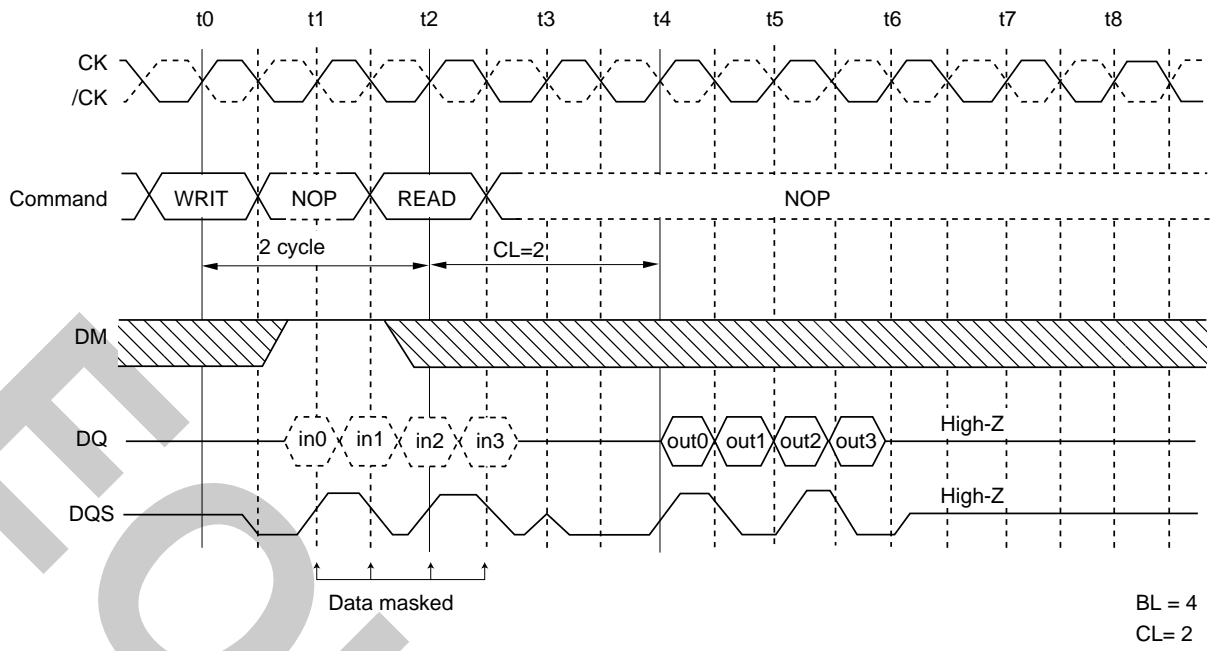 t0 t1 t2 t3 t4 t5 t6 t7 t8
CK
/CK
Command WRIT NOP READ NOP
2 cycle CL=2
DM
DQ in0 in1 in2 in3 out0 out1 out2 out3 High-Z
DQS High-Z
Data masked
BL = 4
CL= 2